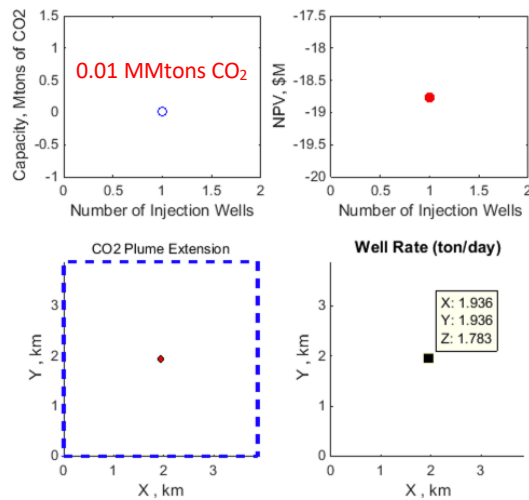 1.5
1
0.5
0
-0.5
-1
Capacity, Mtons of CO2
0.01 MMtons CO₂
0 0.5 1 1.5 2
Number of Injection Wells
-17.5
-18
-18.5
-19
-19.5
-20
NPV, $M
0 0.5 1 1.5 2
Number of Injection Wells
CO2 Plume Extension
3
2
1
0
Y, km
0 1 2 3
X , km
Well Rate (ton/day)
3
2
1
0
Y, km
X: 1.936
Y: 1.936
Z: 1.783
0 1 2 3
X , km